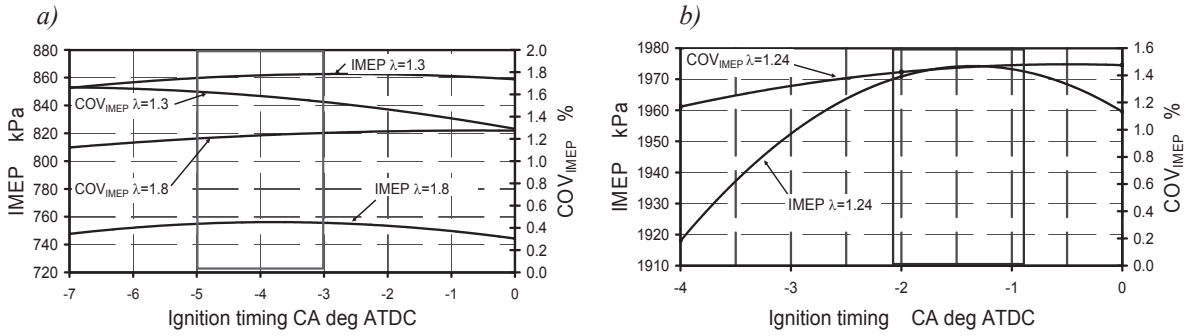 a)
IMEP kPa
880
860
840
820
800
780
760
740
720
2.0
1.8
1.6
1.4
1.2
1.0
0.8
0.6
0.4
0.2
0.0
COV_IMEP %
IMEP λ=1.3
COV_IMEP λ=1.3
COV_IMEP λ=1.8
IMEP λ=1.8
-7 -6 -5 -4 -3 -2 -1 0
Ignition timing CA deg ATDC
b)
IMEP kPa
1980
1970
1960
1950
1940
1930
1920
1910
1.6
1.4
1.2
1.0
0.8
0.6
0.4
0.2
0.0
COV_IMEP %
COV_IMEP λ=1.24
IMEP λ=1.24
-4 -3 -2 -1 0
Ignition timing CA deg ATDC